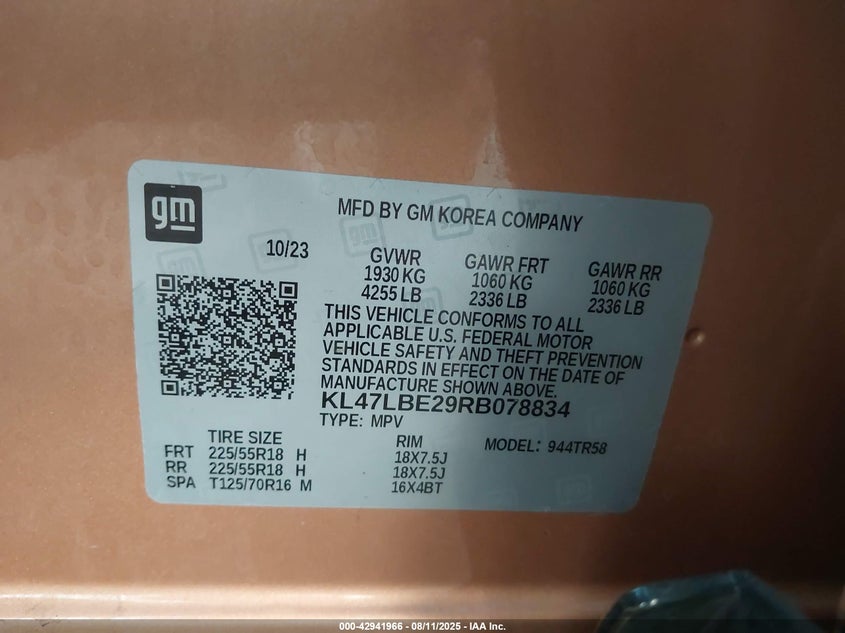 gm
MFD BY GM KOREA COMPANY
10/23
GVWR
1930 KG
4255 LB
GAWR FRT
1060 KG
2336 LB
GAWR RR
1060 KG
2336 LB
THIS VEHICLE CONFORMS TO ALL
APPLICABLE U.S. FEDERAL MOTOR
VEHICLE SAFETY AND THEFT PREVENTION
STANDARDS IN EFFECT ON THE DATE OF
MANUFACTURE SHOWN ABOVE.
KL47LBE29RB078834
TYPE: MPV
TIRE SIZE RIM MODEL: 944TR58
FRT 225/55R18 H 18X7.5J
RR 225/55R18 H 18X7.5J
SPA T125/70R16 M 16X4BT
000-42941966 - 08/11/2025 - IAA Inc.